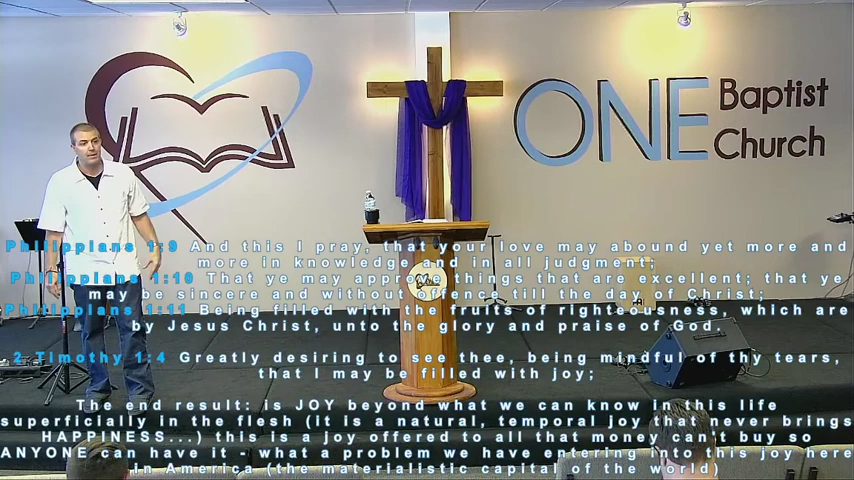 ONE Baptist
Church
Philippians 1:9 And this I pray, that your love may abound yet more and
more in knowledge and in all judgment;
Philippians 1:10 That ye may approve things that are excellent; that ye
may be sincere and without offence till the day of Christ;
Philippians 1:11 Being filled with the fruits of righteousness, which are
by Jesus Christ, unto the glory and praise of God.
2 Timothy 1:4 Greatly desiring to see thee, being mindful of thy tears,
that I may be filled with joy;
The end result: is JOY beyond what we can know in this life
superficially in the flesh (it is a natural, temporal joy that never brings
HAPPINESS...) this is a joy offered to all that money can't buy so
ANYONE can have it - what a problem we have entering into this joy here
in America (the materialistic capital of the world)